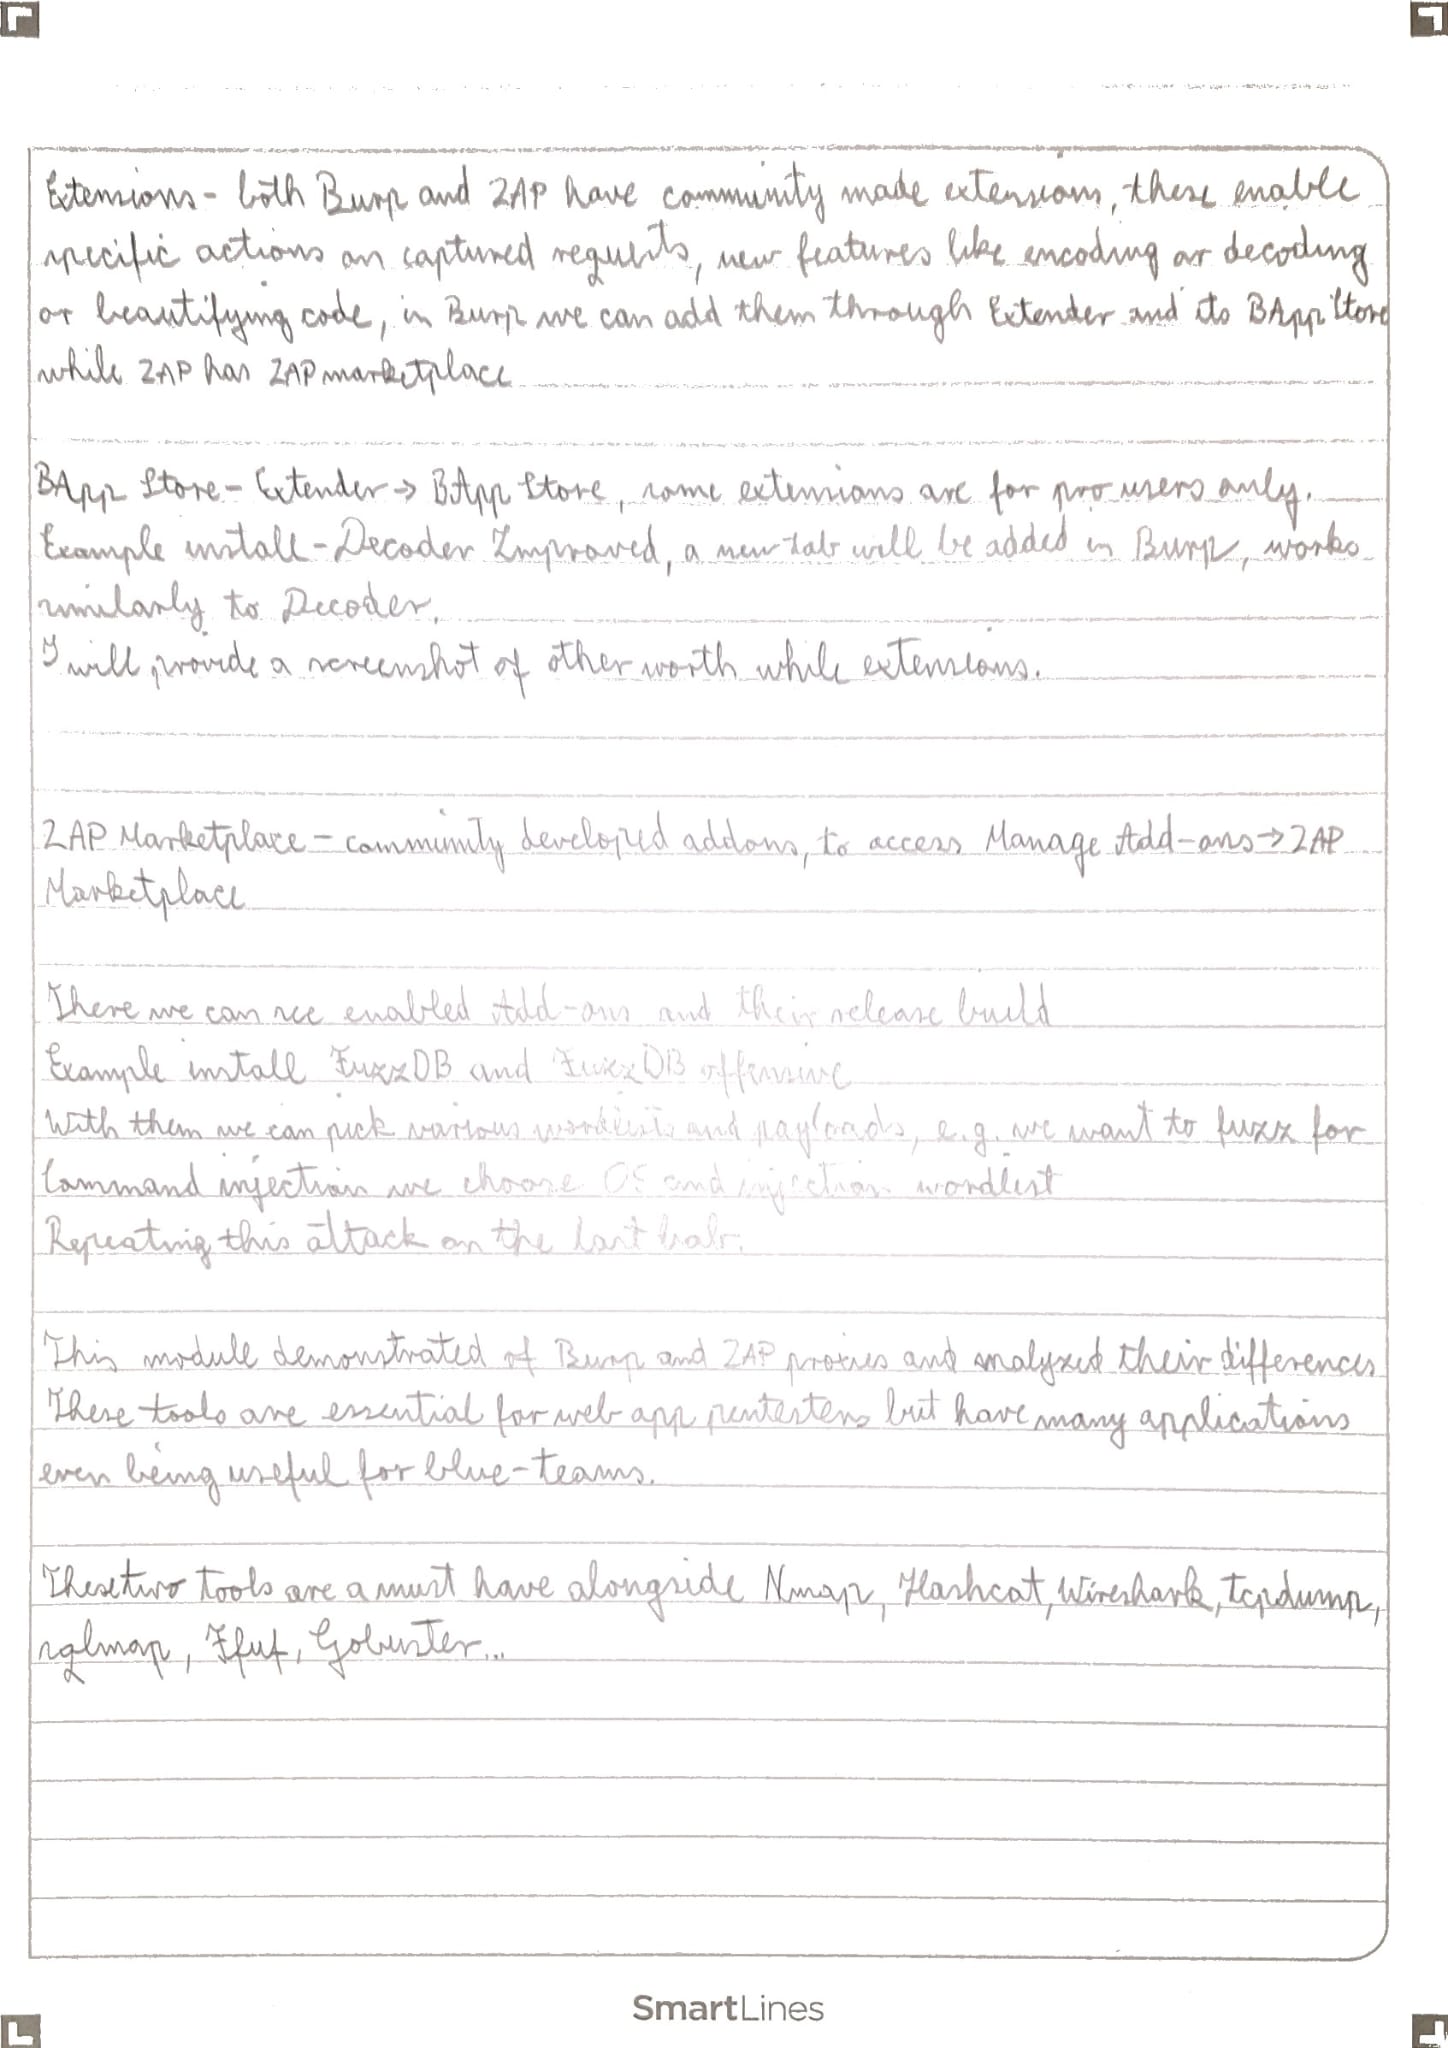 Extensions - both Burp and ZAP have community made extensions, these enable
specific actions on captured requests, new features like encoding or decoding
or beautifying code, in Burp we can add them through Extender and its BApp Store
while ZAP has ZAP marketplace
BApp Store - Extender → BApp Store, some extensions are for pro users only.
Example install - Decoder Improved, a new tab will be added in Burp, works
similarly to Decoder.
I will provide a screenshot of other worth while extensions.
ZAP Marketplace - community developed addons, to access Manage Add-ons → ZAP
Marketplace
There we can see enabled Add-ons and their release build
Example install FuzzDB and FuzzDB offensive
With them we can pick various wordlists and payloads, e.g. we want to fuzz for
Command injection we choose OS cmd injection wordlist
Repeating this attack on the last lab.
This module demonstrated of Burp and ZAP proxies and analyzed their differences
These tools are essential for web app pentesters but have many applications
even being useful for blue-teams.
These two tools are a must have alongside Nmap, Hashcat, Wireshark, tcpdump,
sqlmap, Ffuf, Gobuster...
SmartLines